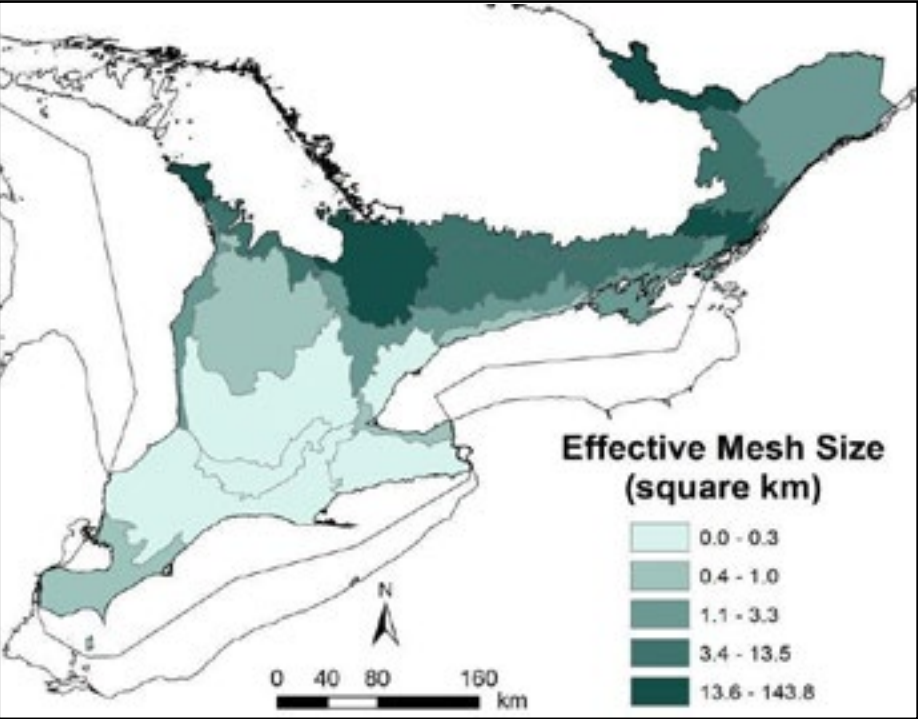 Effective Mesh Size
(square km)
0.0 - 0.3
0.4 - 1.0
1.1 - 3.3
3.4 - 13.5
13.6 - 143.8
N
0 40 80 160
km